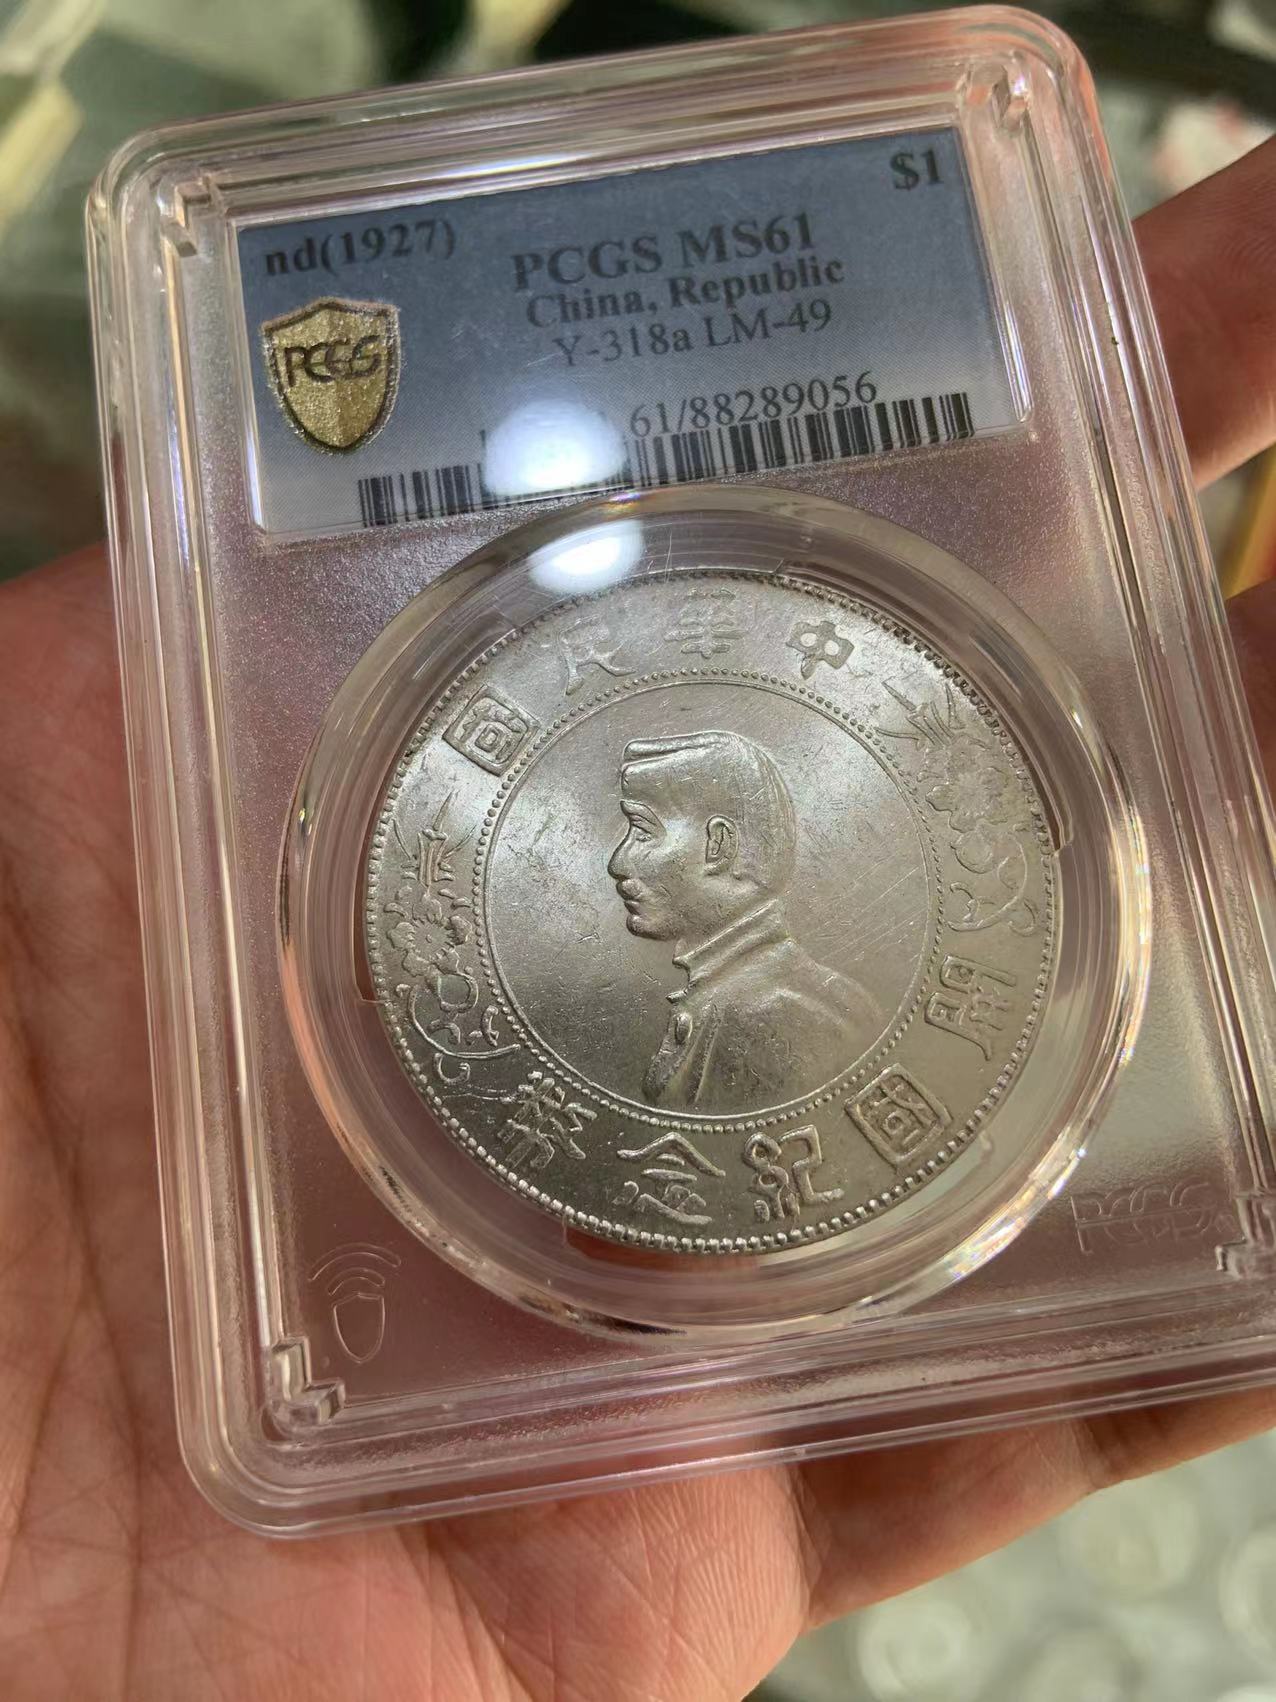 $1
nd(1927)
PCGS MS61
China, Republic
Y-318a LM-49
61/88289056
PCGS
中華民國
開國紀念幣
PCGS